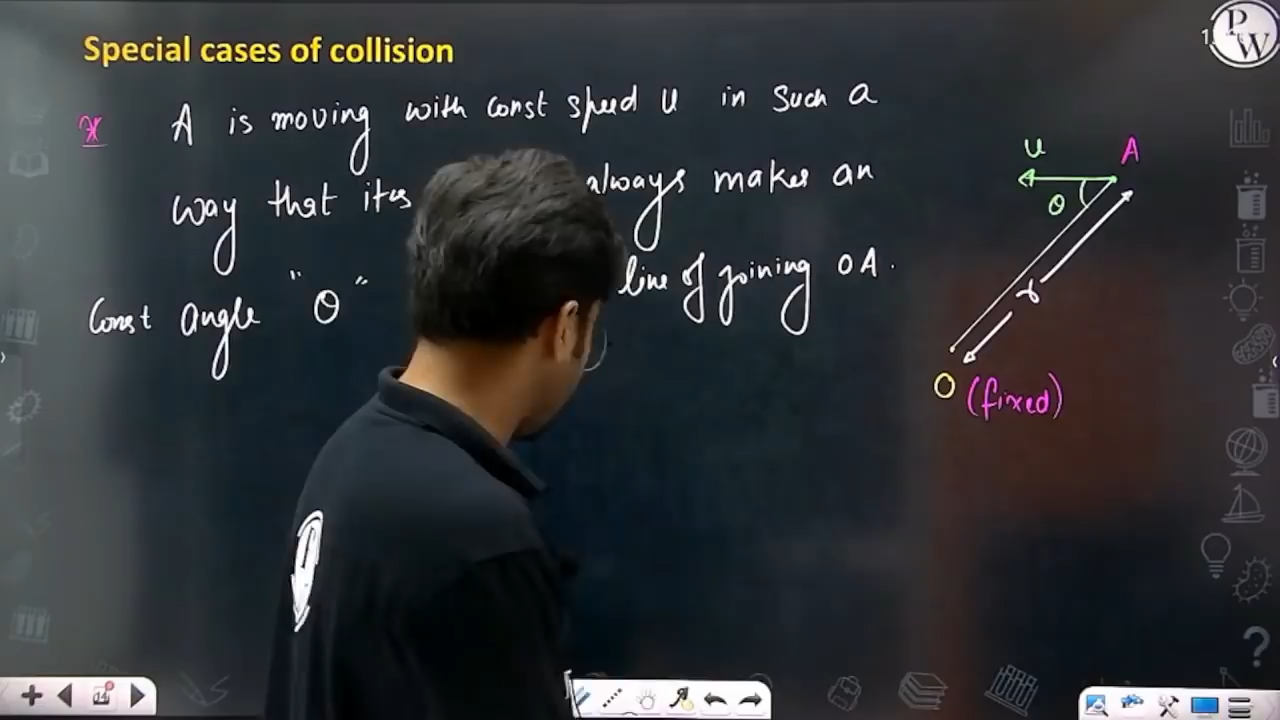 Special cases of collision
A is moving with const speed u in such a
way that its always makes an
const angle "θ" line of joining OA.
u
A
θ
r
O (fixed)
P
W
14